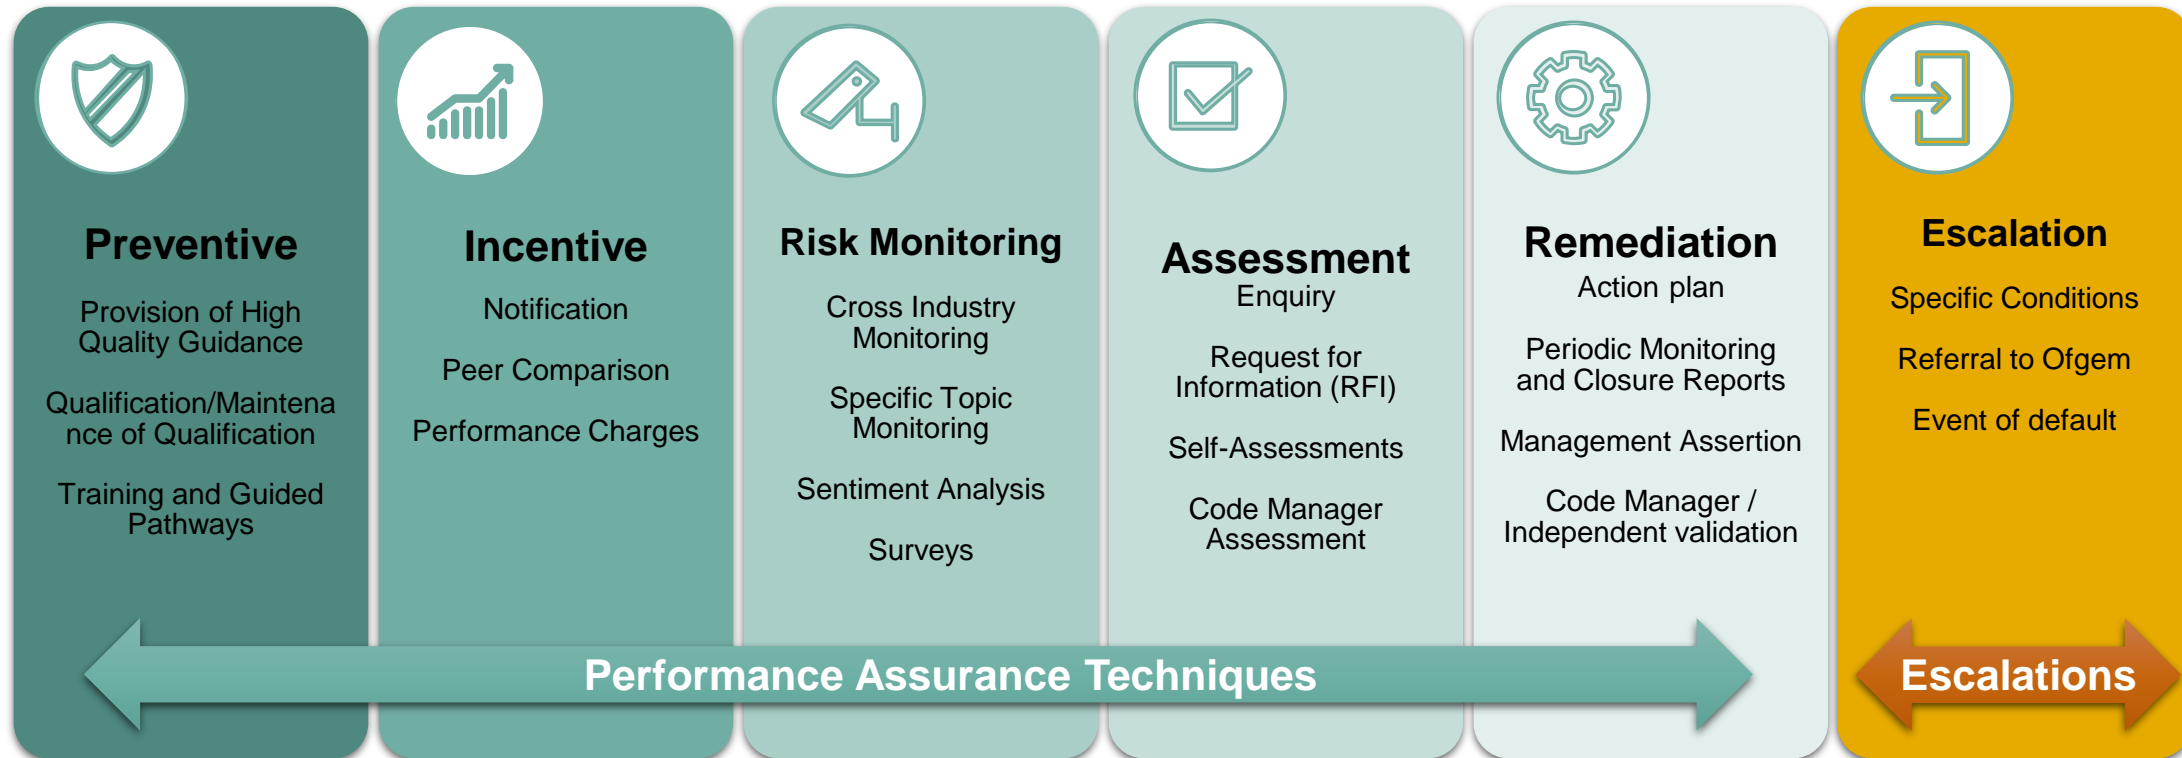 Preventive
Provision of High
Quality Guidance
Qualification/Maintena
nce of Qualification
Training and Guided
Pathways
Incentive
Notification
Peer Comparison
Performance Charges
Risk Monitoring
Cross Industry
Monitoring
Specific Topic
Monitoring
Sentiment Analysis
Surveys
Assessment
Enquiry
Request for
Information (RFI)
Self-Assessments
Code Manager
Assessment
Remediation
Action plan
Periodic Monitoring
and Closure Reports
Management Assertion
Code Manager /
Independent validation
Escalation
Specific Conditions
Referral to Ofgem
Event of default
Performance Assurance Techniques
Escalations